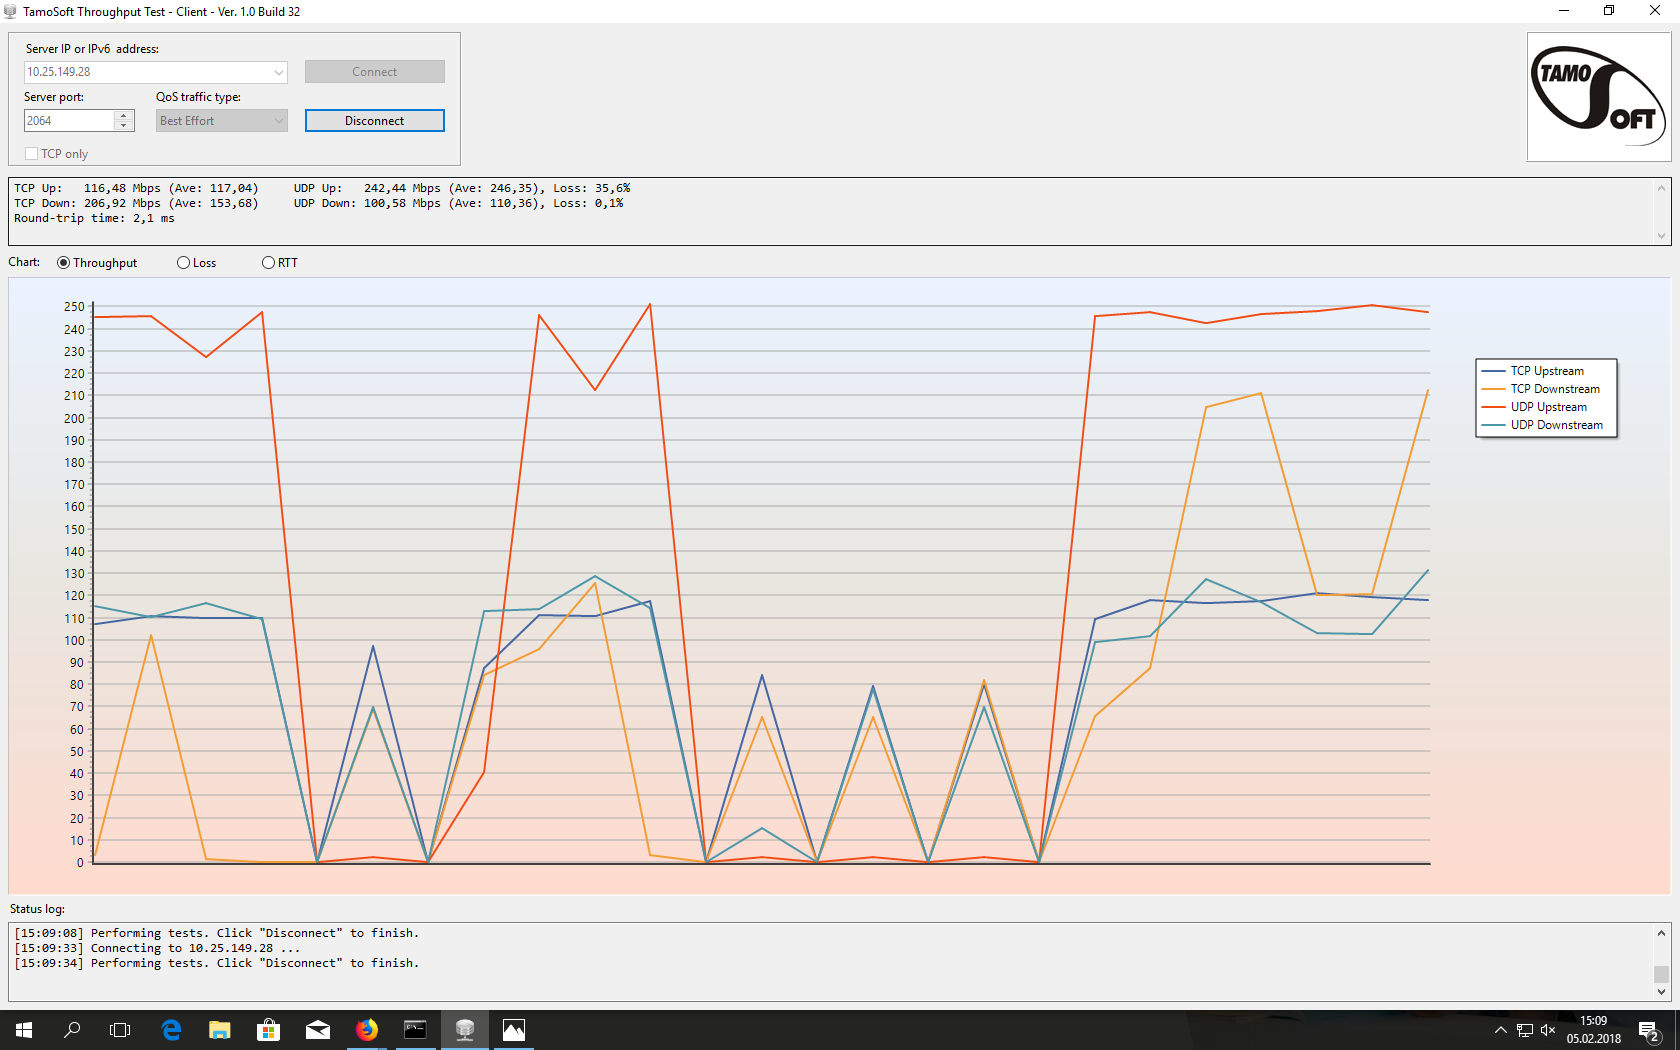 TamoSoft Throughput Test - Client - Ver. 1.0 Build 32
Server IP or IPv6 address:
10.25.149.28
Connect
Server port:
QoS traffic type:
2064
Best Effort
Disconnect
TCP only
TAMO
SOFT
TCP Up: 116,48 Mbps (Ave: 117,04) UDP Up: 242,44 Mbps (Ave: 246,35), Loss: 35,6%
TCP Down: 206,92 Mbps (Ave: 153,68) UDP Down: 100,58 Mbps (Ave: 110,36), Loss: 0,1%
Round-trip time: 2,1 ms
Chart:
Throughput
Loss
RTT
250
240
230
220
210
200
190
180
170
160
150
140
130
120
110
100
90
80
70
60
50
40
30
20
10
0
TCP Upstream
TCP Downstream
UDP Upstream
UDP Downstream
Status log:
[15:09:08] Performing tests. Click "Disconnect" to finish.
[15:09:33] Connecting to 10.25.149.28 ...
[15:09:34] Performing tests. Click "Disconnect" to finish.
15:09
05.02.2018
2